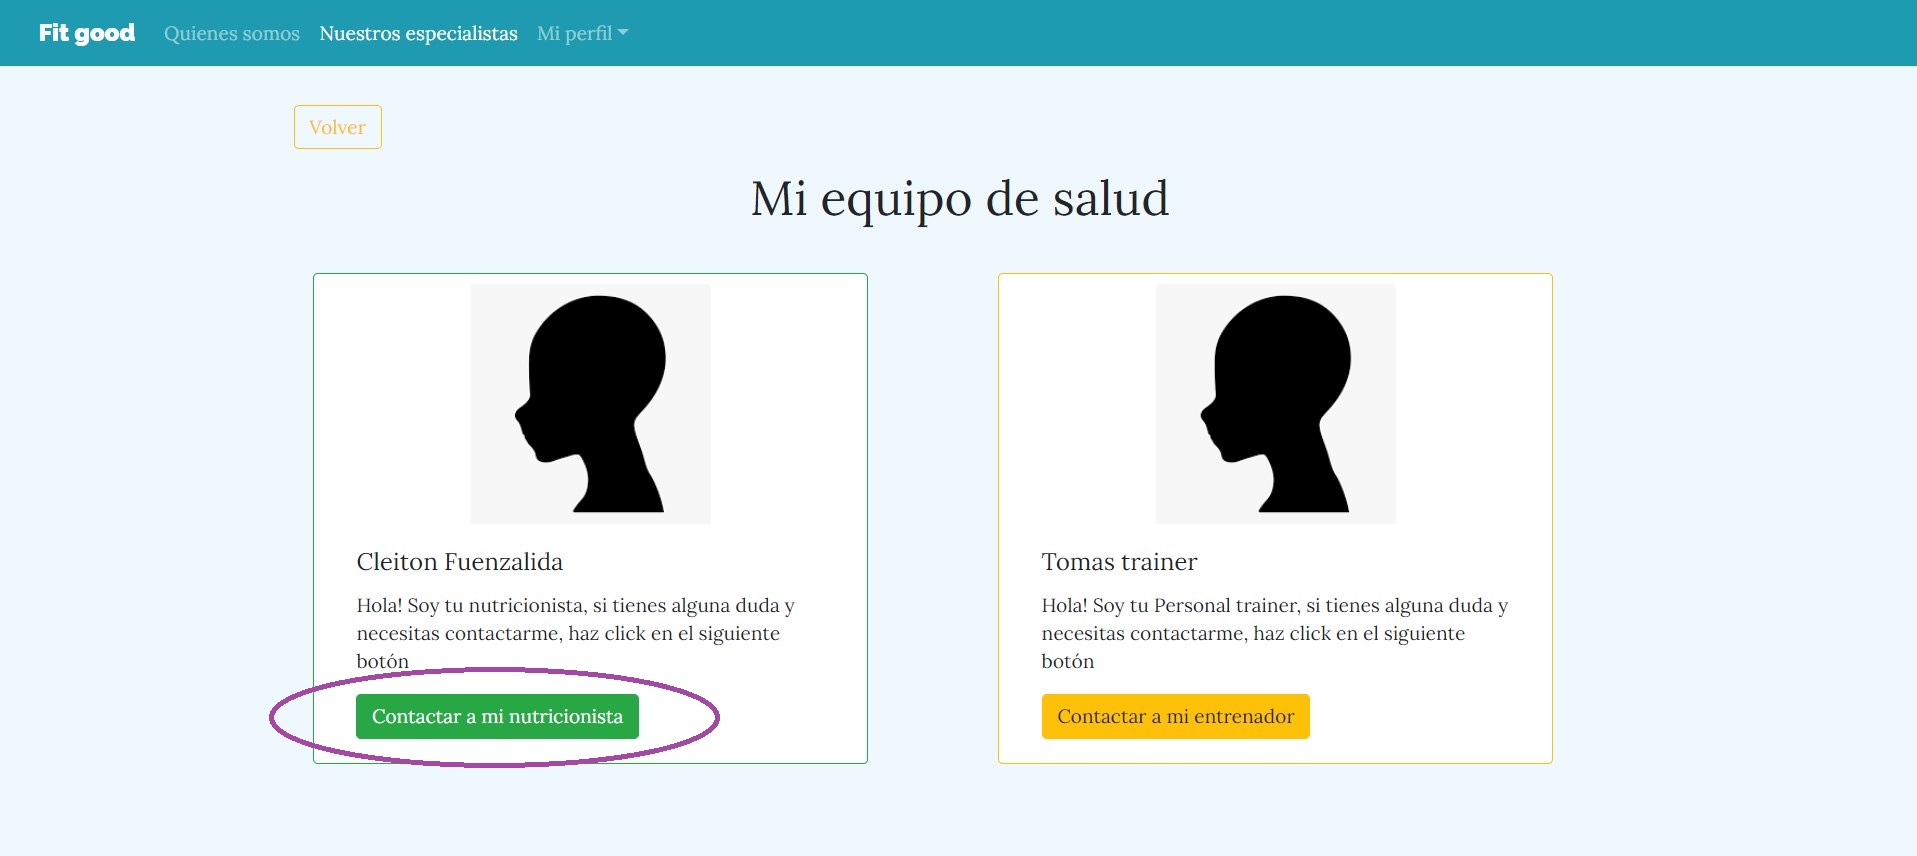 Fit good Quienes somos Nuestros especialistas Mi perfil
Volver
Mi equipo de salud
Cleiton Fuenzalida
Hola! Soy tu nutricionista, si tienes alguna duda y
necesitas contactarme, haz click en el siguiente
botón
Contactar a mi nutricionista
Tomas trainer
Hola! Soy tu Personal trainer, si tienes alguna duda y
necesitas contactarme, haz click en el siguiente
botón
Contactar a mi entrenador